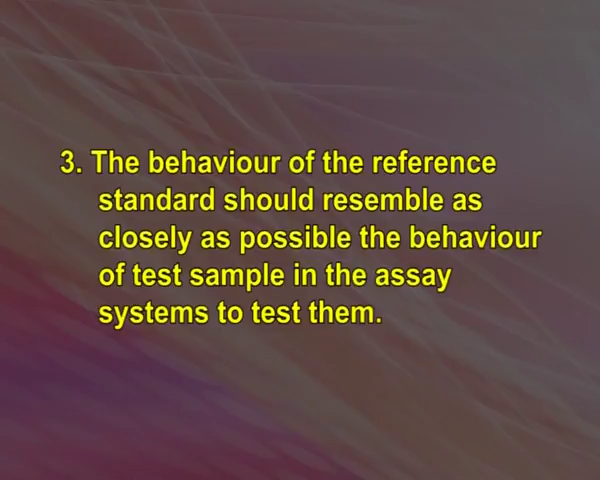 3. The behaviour of the reference
standard should resemble as
closely as possible the behaviour
of test sample in the assay
systems to test them.